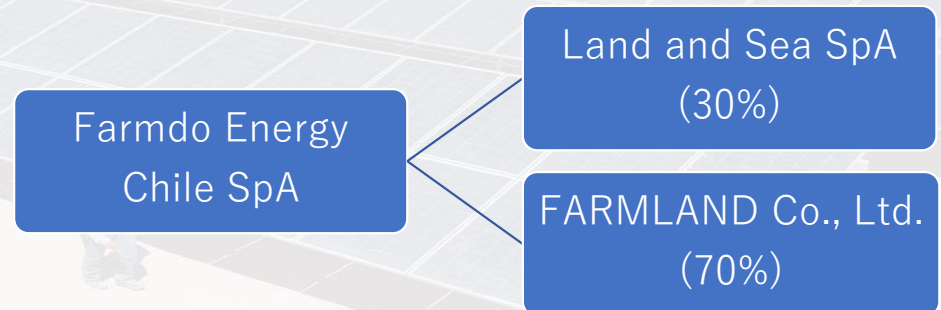 Farmdo Energy
Chile SpA
Land and Sea SpA
(30%)
FARMLAND Co., Ltd.
(70%)